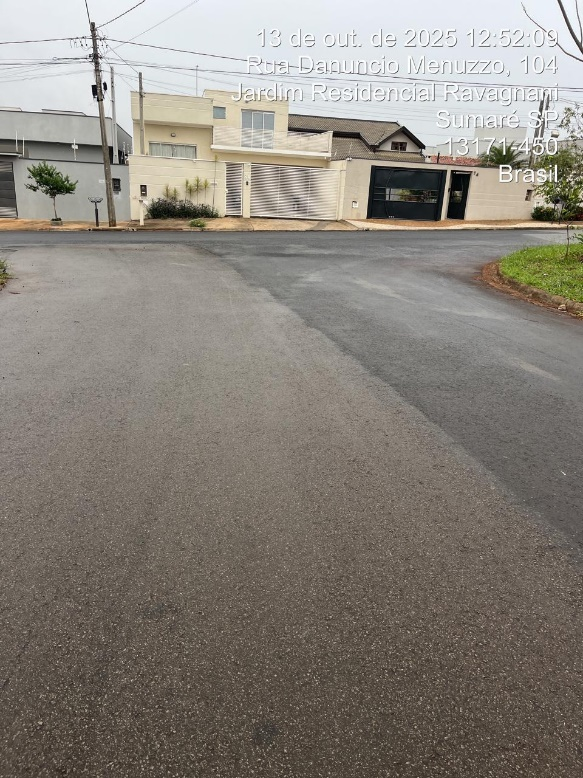 13 de out. de 2025 12:52:09
Rua Danuncio Menuzzo, 104
Jardim Residencial Ravagnani
Sumaré SP
13171-450
Brasil